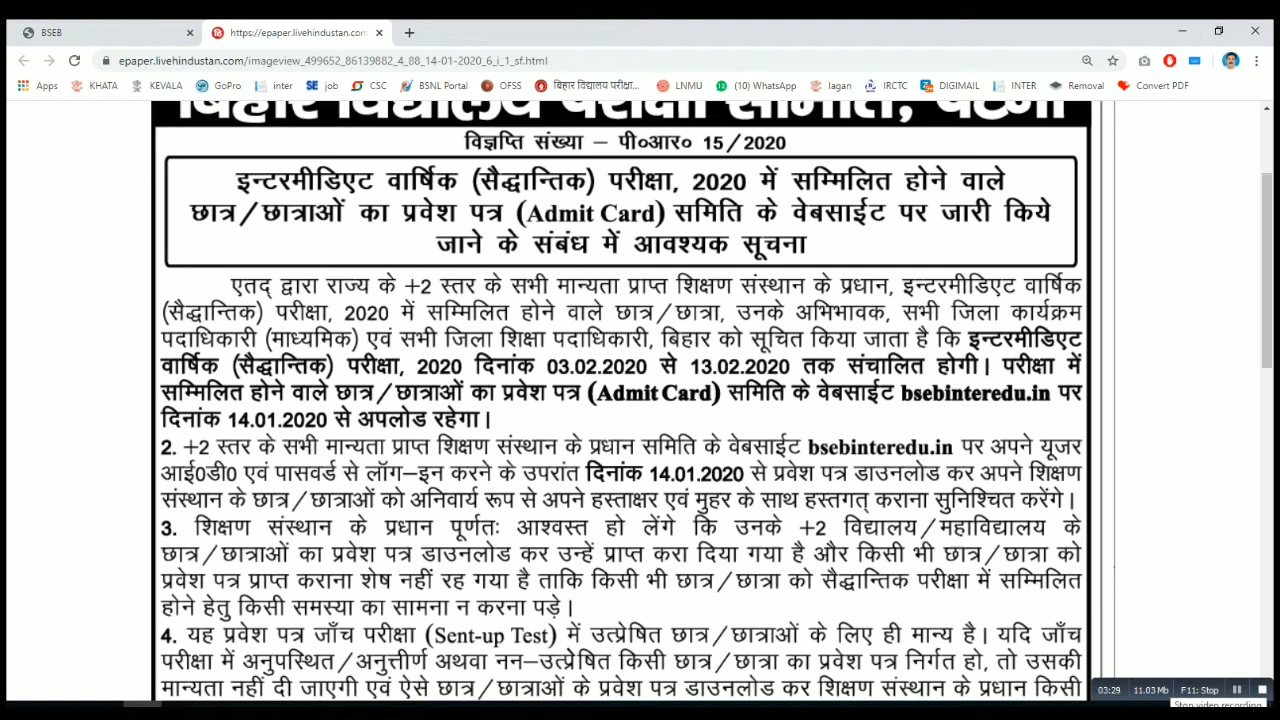 BSEB
https://epaper.livehindustan.com
epaper.livehindustan.com/imageview_499652_86139882_4_88_14-01-2020_6_i_1_sf.html
Apps KHATA KEVALA GoPro inter job CSC BSNL Portal OFSS बिहार विद्यालय परीक्षा... LNMU (10) WhatsApp lagan IRCTC DIGIMAIL INTER Removal Convert PDF
बिहार विद्यालय परीक्षा समिति, पटना
विज्ञप्ति संख्या – पी०आर० 15/2020
इन्टरमीडिएट वार्षिक (सैद्धान्तिक) परीक्षा, 2020 में सम्मिलित होने वाले
छात्र/छात्राओं का प्रवेश पत्र (Admit Card) समिति के वेबसाईट पर जारी किये
जाने के संबंध में आवश्यक सूचना
एतद् द्वारा राज्य के +2 स्तर के सभी मान्यता प्राप्त शिक्षण संस्थान के प्रधान, इन्टरमीडिएट वार्षिक
(सैद्धान्तिक) परीक्षा, 2020 में सम्मिलित होने वाले छात्र/छात्रा, उनके अभिभावक, सभी जिला कार्यक्रम
पदाधिकारी (माध्यमिक) एवं सभी जिला शिक्षा पदाधिकारी, बिहार को सूचित किया जाता है कि इन्टरमीडिएट
वार्षिक (सैद्धान्तिक) परीक्षा, 2020 दिनांक 03.02.2020 से 13.02.2020 तक संचालित होगी। परीक्षा में
सम्मिलित होने वाले छात्र/छात्राओं का प्रवेश पत्र (Admit Card) समिति के वेबसाईट bsebinteredu.in पर
दिनांक 14.01.2020 से अपलोड रहेगा।
2. +2 स्तर के सभी मान्यता प्राप्त शिक्षण संस्थान के प्रधान समिति के वेबसाईट bsebinteredu.in पर अपने यूजर
आई0डी0 एवं पासवर्ड से लॉग–इन करने के उपरांत दिनांक 14.01.2020 से प्रवेश पत्र डाउनलोड कर अपने शिक्षण
संस्थान के छात्र/छात्राओं को अनिवार्य रूप से अपने हस्ताक्षर एवं मुहर के साथ हस्तगत् कराना सुनिश्चित करेंगे।
3. शिक्षण संस्थान के प्रधान पूर्णतः आश्वस्त हो लेंगे कि उनके +2 विद्यालय/महाविद्यालय के
छात्र/छात्राओं का प्रवेश पत्र डाउनलोड कर उन्हें प्राप्त करा दिया गया है और किसी भी छात्र/छात्रा को
प्रवेश पत्र प्राप्त कराना शेष नहीं रह गया है ताकि किसी भी छात्र/छात्रा को सैद्धान्तिक परीक्षा में सम्मिलित
होने हेतु किसी समस्या का सामना न करना पड़े।
4. यह प्रवेश पत्र जाँच परीक्षा (Sent-up Test) में उत्प्रेषित छात्र/छात्राओं के लिए ही मान्य है। यदि जाँच
परीक्षा में अनुपस्थित/अनुत्तीर्ण अथवा नन–उत्प्रेषित किसी छात्र/छात्रा का प्रवेश पत्र निर्गत हो, तो उसकी
मान्यता नहीं दी जाएगी एवं ऐसे छात्र/छात्राओं के प्रवेश पत्र डाउनलोड कर शिक्षण संस्थान के प्रधान किसी
03:29 11.03 Mb F11: Stop
Stop video recording